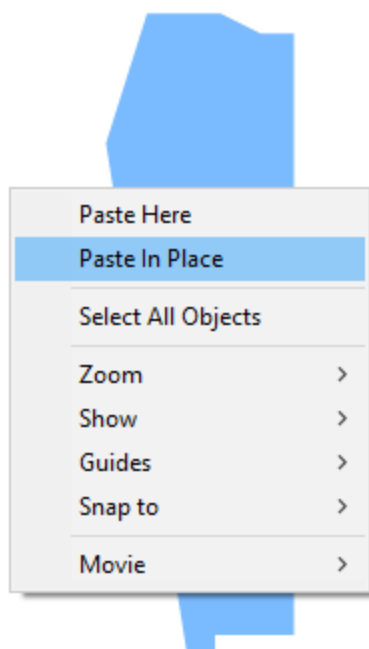 Paste Here
Paste In Place
Select All Objects
Zoom
Show
Guides
Snap to
Movie